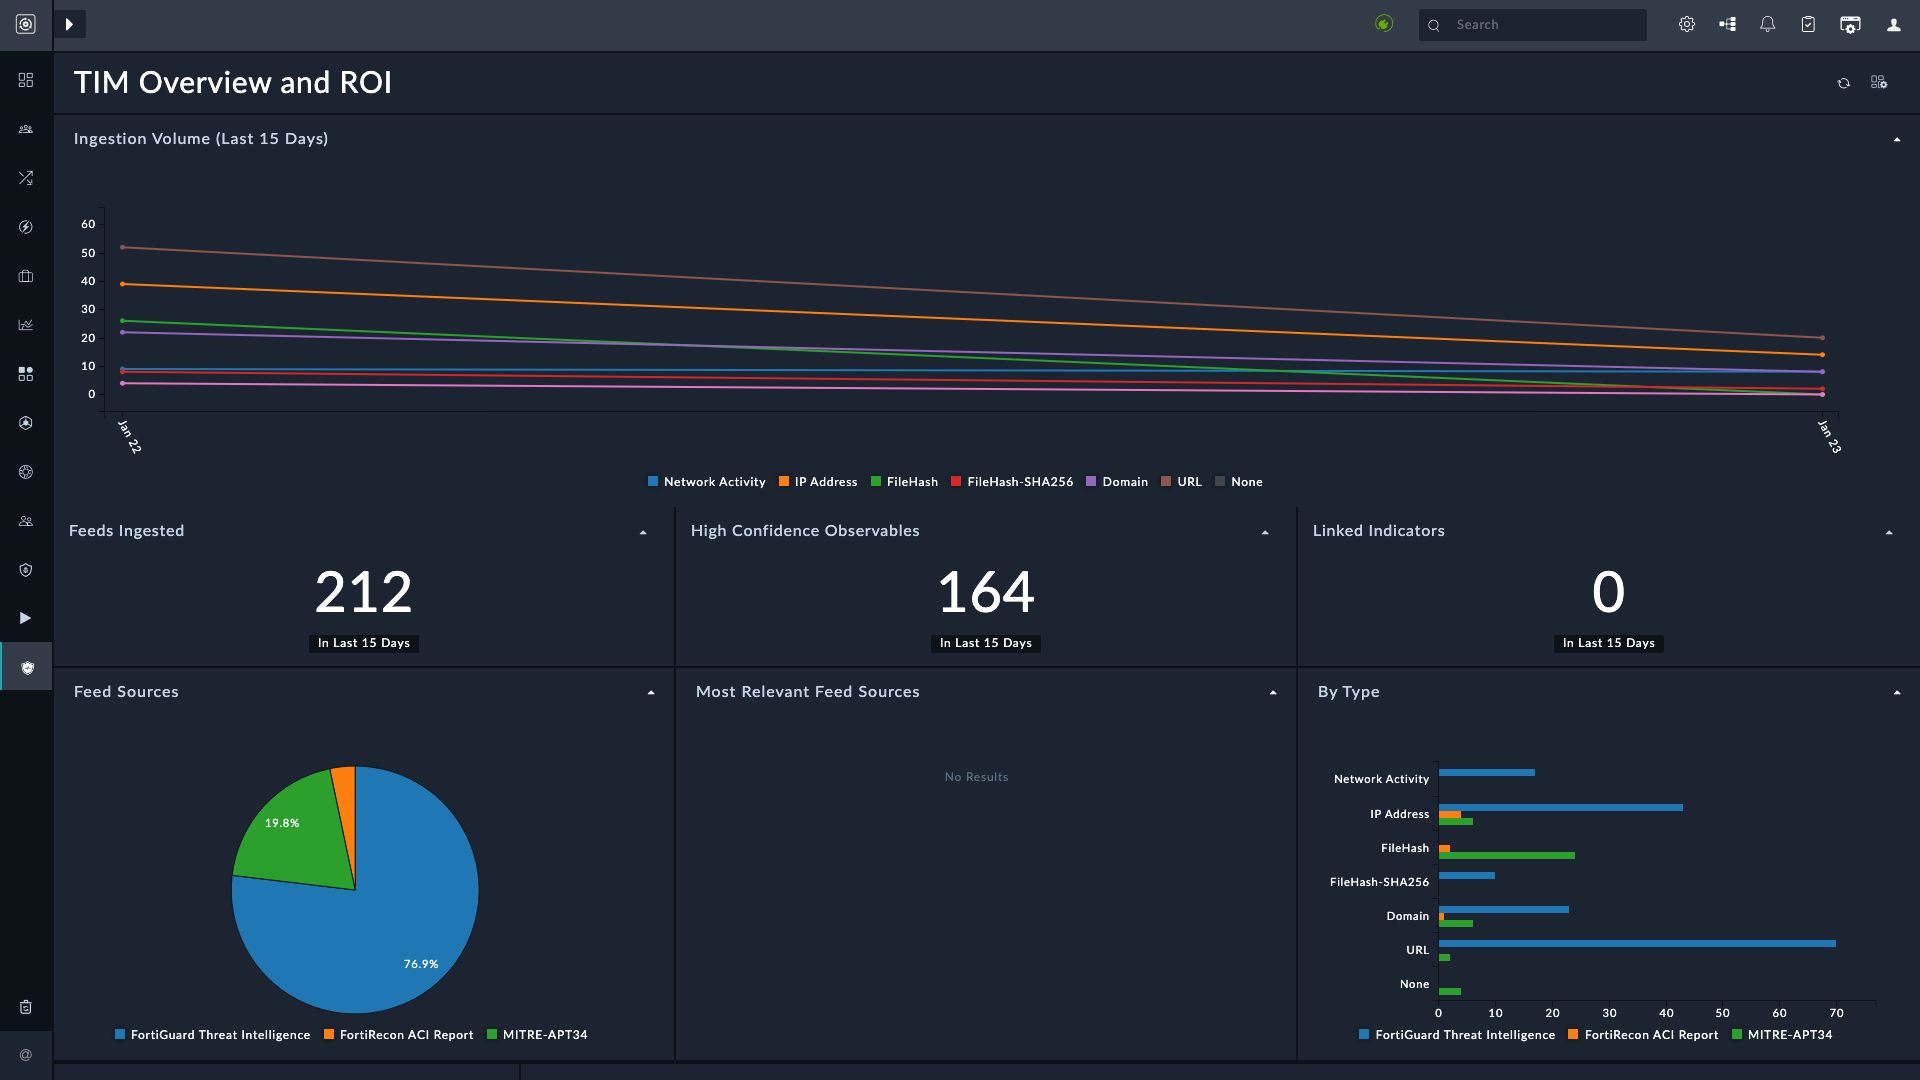 Search
TIM Overview and ROI
Ingestion Volume (Last 15 Days)
60
50
40
30
20
10
0
Jan 22
Jan 23
Network Activity
IP Address
FileHash
FileHash-SHA256
Domain
URL
None
Feeds Ingested
212
In Last 15 Days
High Confidence Observables
164
In Last 15 Days
Linked Indicators
0
In Last 15 Days
Feed Sources
19.8%
76.9%
FortiGuard Threat Intelligence
FortiRecon ACI Report
MITRE-APT34
Most Relevant Feed Sources
No Results
By Type
Network Activity
IP Address
FileHash
FileHash-SHA256
Domain
URL
None
0 10 20 30 40 50 60 70
FortiGuard Threat Intelligence
FortiRecon ACI Report
MITRE-APT34
@